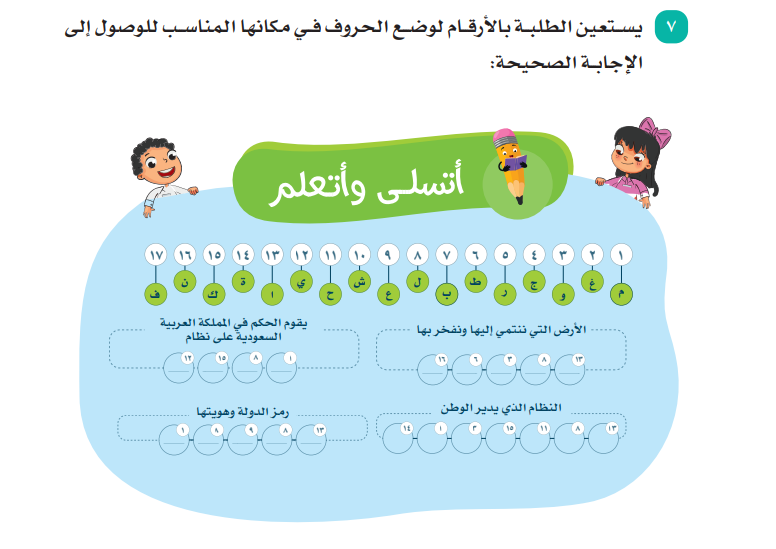 ٧
يستعين الطلبة بالأرقام لوضع الحروف في مكانها المناسب للوصول إلى
الإجابة الصحيحة:
أتسلى وأتعلم
١ ٢ ٣ ٤ ٥ ٦ ٧ ٨ ٩ ١٠ ١١ ١٢ ١٣ ١٤ ١٥ ١٦ ١٧
م غ و ج ر ط ب ل ع ش ح ي ا ة ك ن ف
الأرض التي ننتمي إليها ونفخر بها
١٣ ٨ ٣ ٦ ١٦
يقوم الحكم في المملكة العربية
السعودية على نظام
١ ٨ ١٥ ١٢
النظام الذي يدير الوطن
١٣ ٨ ١١ ١٥ ٣ ١ ١٤
رمز الدولة وهويتها
١٣ ٨ ٩ ٨ ١